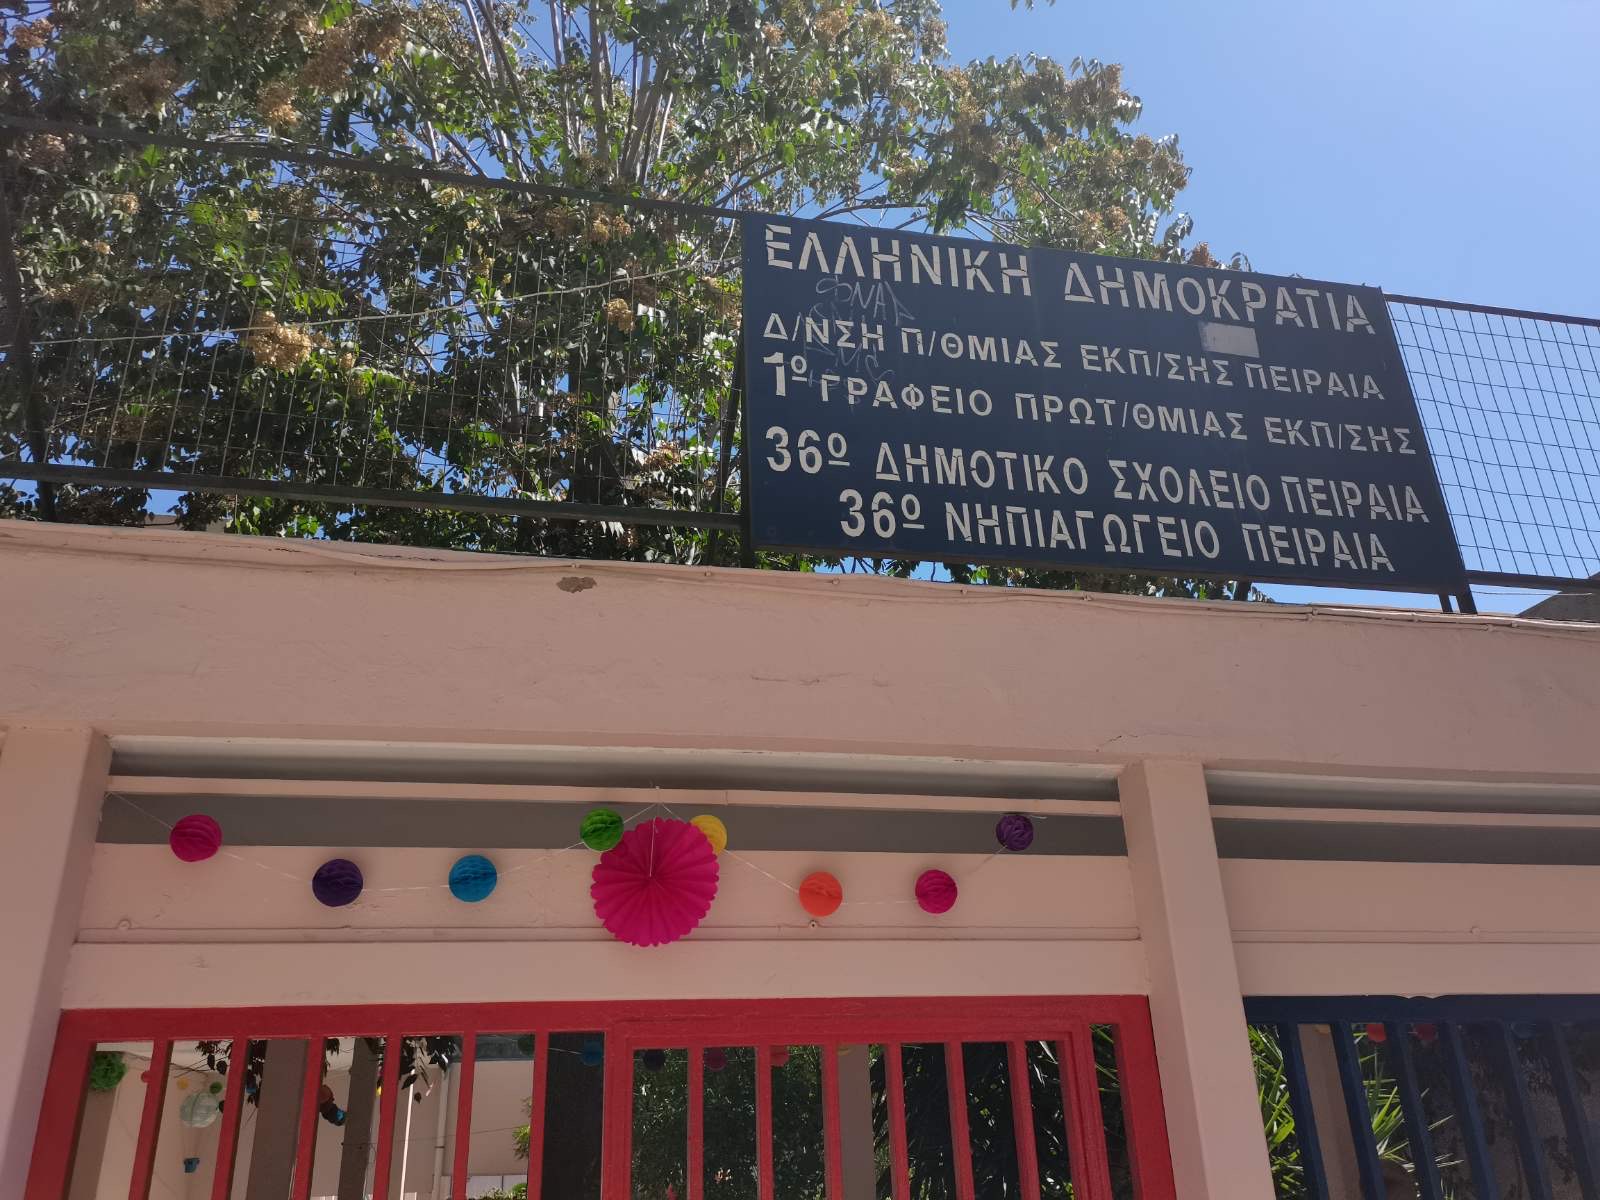 ΕΛΛΗΝΙΚΗ ΔΗΜΟΚΡΑΤΙΑ
Δ/ΝΣΗ Π/ΘΜΙΑΣ ΕΚΠ/ΣΗΣ ΠΕΙΡΑΙΑ
1º ΓΡΑΦΕΙΟ ΠΡΩΤ/ΘΜΙΑΣ ΕΚΠ/ΣΗΣ
36º ΔΗΜΟΤΙΚΟ ΣΧΟΛΕΙΟ ΠΕΙΡΑΙΑ
36º ΝΗΠΙΑΓΩΓΕΙΟ ΠΕΙΡΑΙΑ